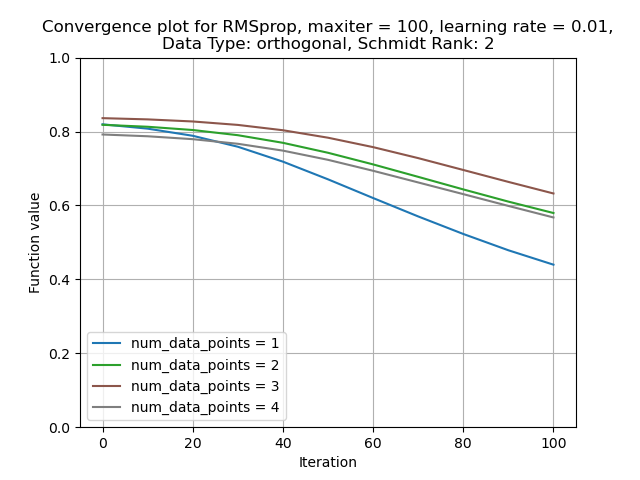 Convergence plot for RMSprop, maxiter = 100, learning rate = 0.01,
Data Type: orthogonal, Schmidt Rank: 2
1.0
0.8
0.6
0.4
0.2
0.0
Function value
num_data_points = 1
num_data_points = 2
num_data_points = 3
num_data_points = 4
0 20 40 60 80 100
Iteration